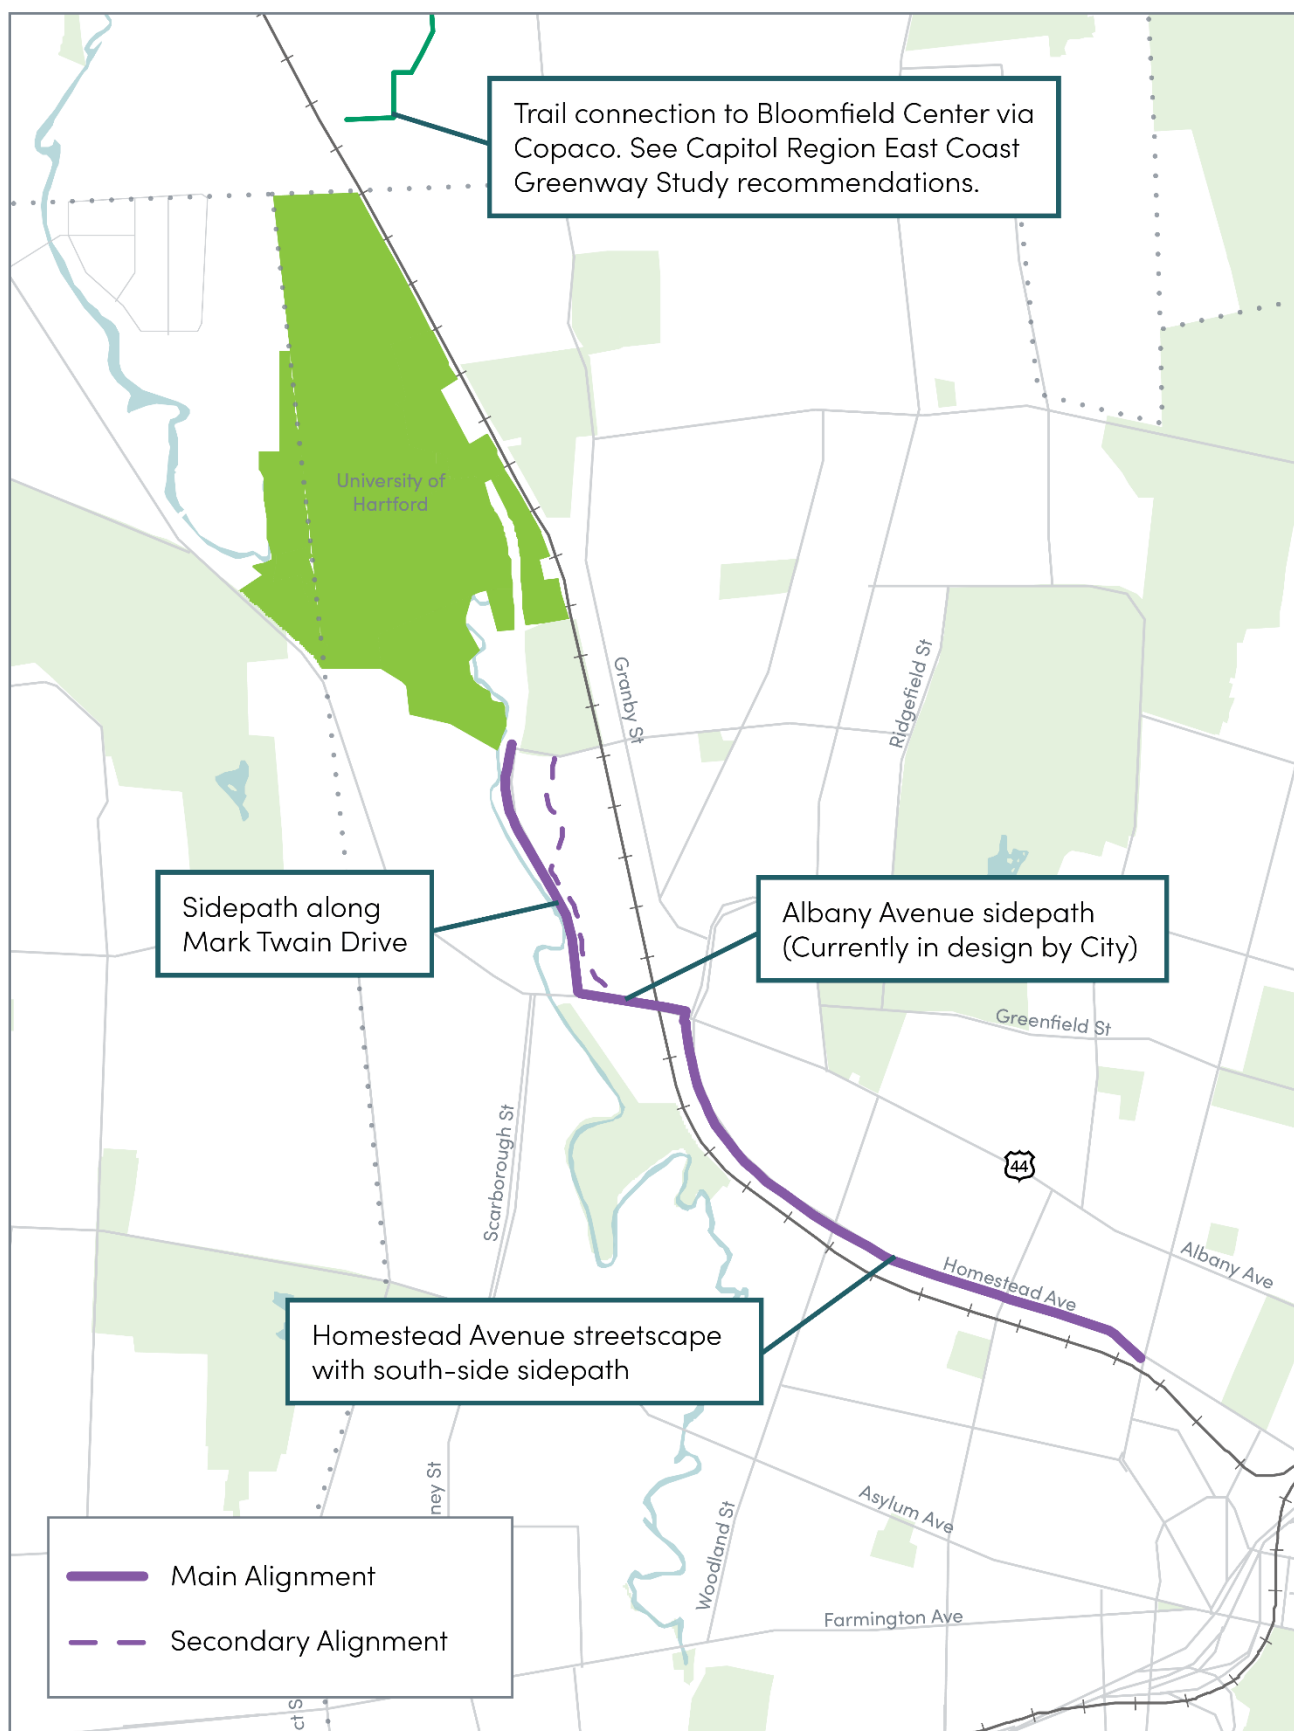 Trail connection to Bloomfield Center via
Copaco. See Capitol Region East Coast
Greenway Study recommendations.
University of
Hartford
Granby St
Ridgefield St
Sidepath along
Mark Twain Drive
Albany Avenue sidepath
(Currently in design by City)
Greenfield St
Scarborough St
44
Albany Ave
Homestead Ave
Homestead Avenue streetscape
with south-side sidepath
ney St
Asylum Ave
Woodland St
Farmington Ave
Main Alignment
Secondary Alignment
ct S